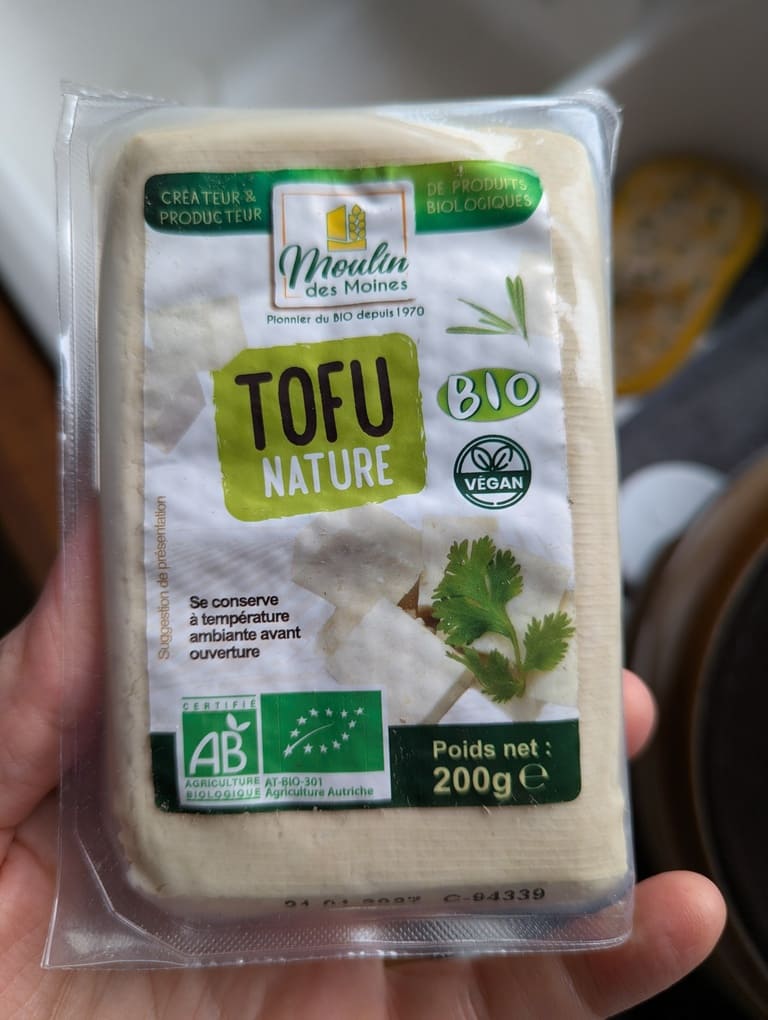 CRÉATEUR &
PRODUCTEUR
DE PRODUITS
BIOLOGIQUES
Moulin
des Moines
Pionnier du BIO depuis 1970
TOFU
NATURE
BIO
VÉGAN
Suggestion de présentation
Se conserve
à température
ambiante avant
ouverture
CERTIFIÉ
AB
AGRICULTURE
BIOLOGIQUE
AT-BIO-301
Agriculture Autriche
Poids net :
200g ℮
C-94339